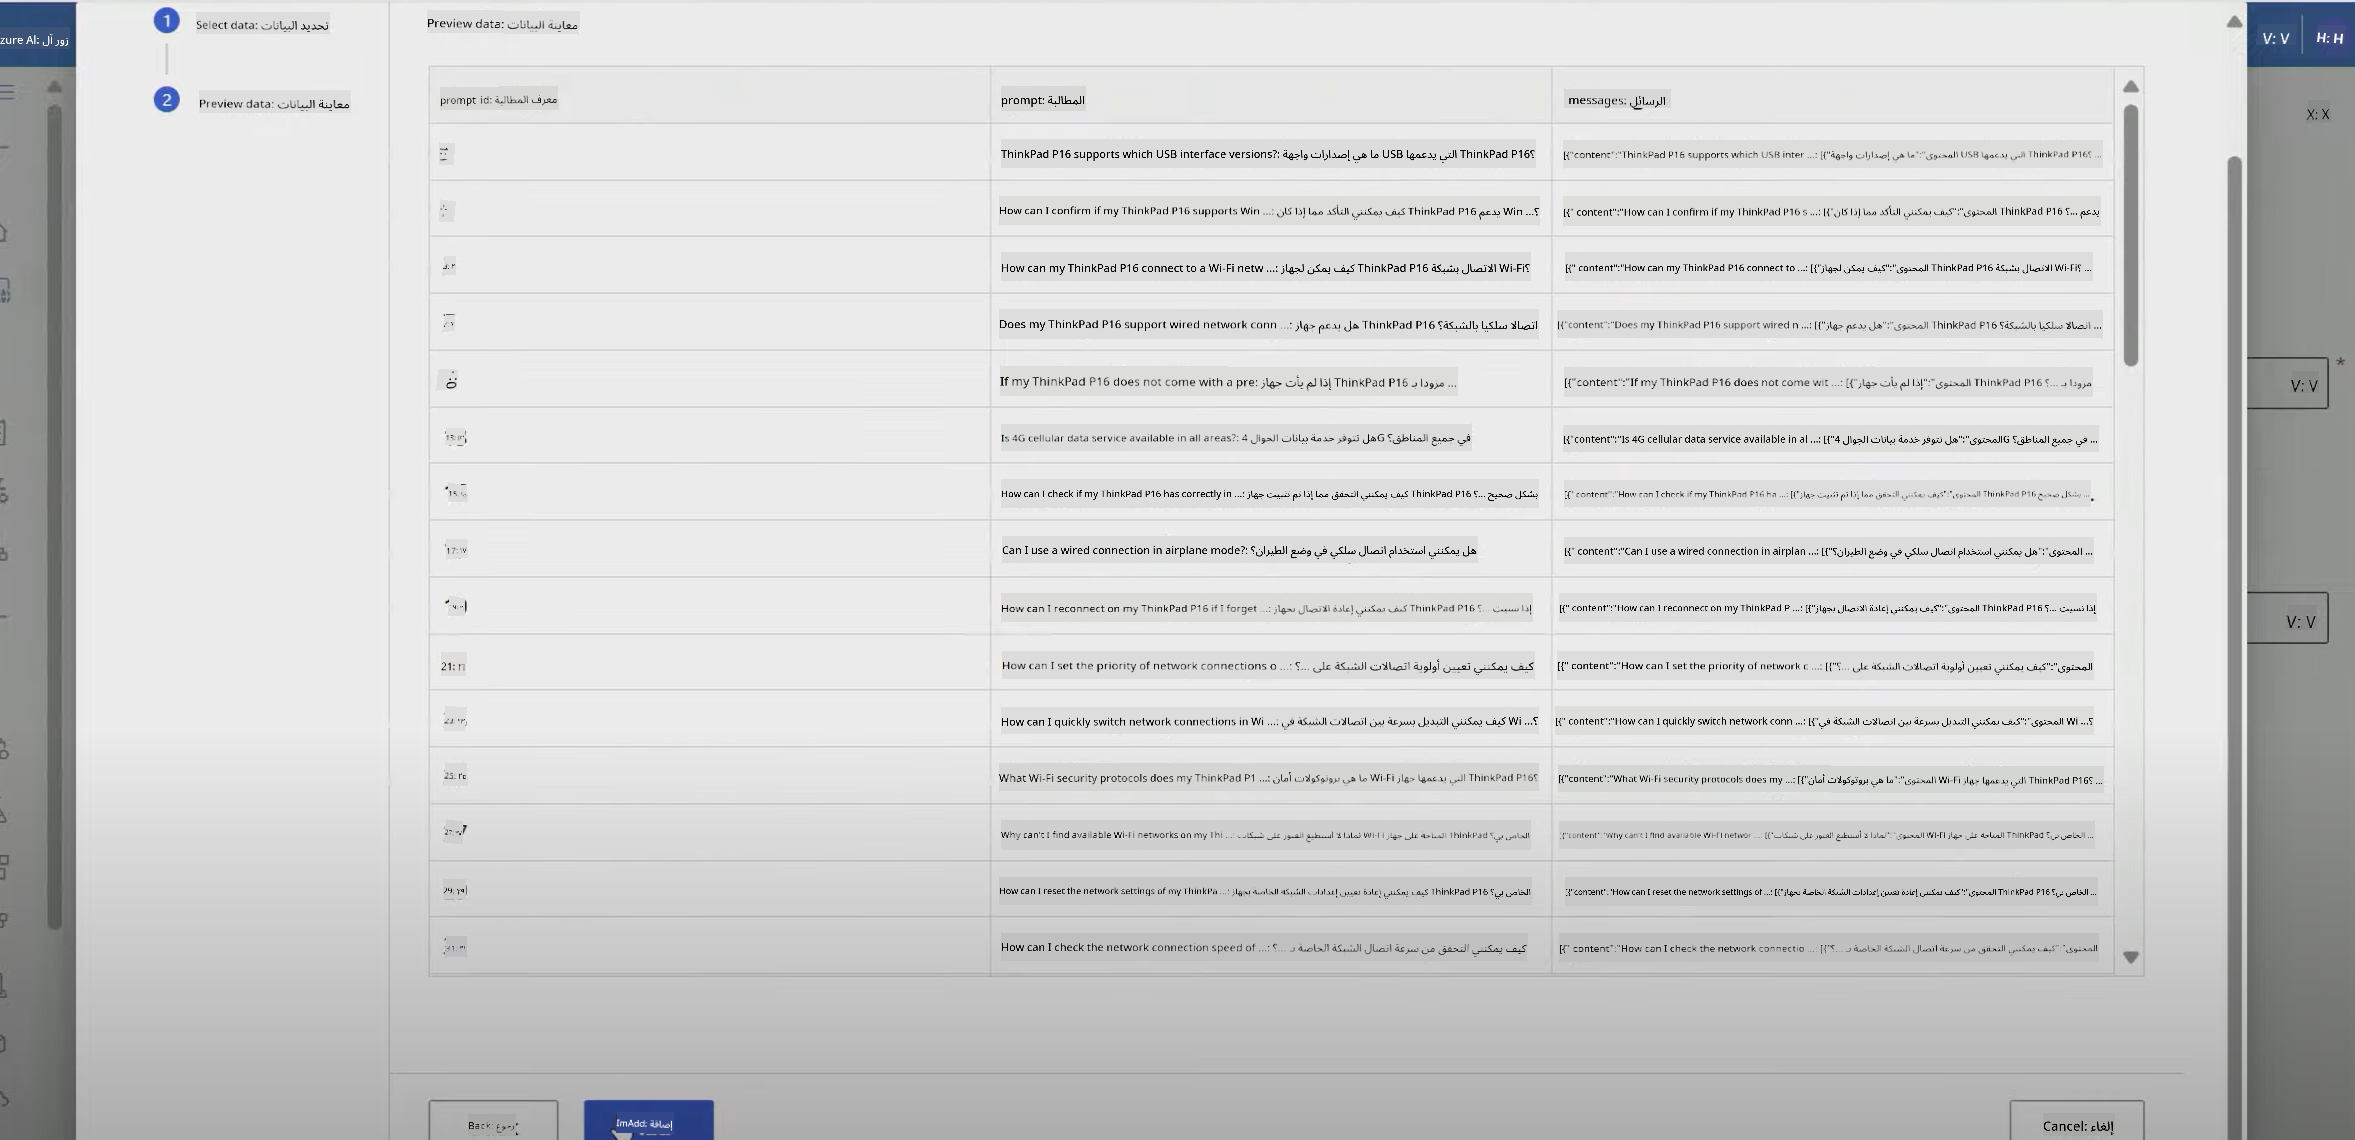 zure Al: زور آل
Select data: تحديد البيانات
Preview data: معاينة البيانات
V: V
H: H
1
2
Preview data: معاينة البيانات
X: X
prompt id: معرف المطالبة
prompt: المطالبة
messages: الرسائل
ThinkPad P16 supports which USB interface versions?: ما هي إصدارات واجهة USB التي يدعمها ThinkPad P16؟
[{"content":"ThinkPad P16 supports which USB inter ...: [{"المحتوى":"ما هي إصدارات واجهة USB التي يدعمها ThinkPad P16؟ ...
How can I confirm if my ThinkPad P16 supports Win ...: كيف يمكنني التأكد مما إذا كان ThinkPad P16 يدعم Win ...؟
[{" content":"How can I confirm if my ThinkPad P16 s ...: [{"المحتوى":"كيف يمكنني التأكد مما إذا كان ThinkPad P16 يدعم ...؟
How can my ThinkPad P16 connect to a Wi-Fi netw ...: كيف يمكن لجهاز ThinkPad P16 الاتصال بشبكة Wi-Fi؟
[{" content":"How can my ThinkPad P16 connect to ...: [{"المحتوى":"كيف يمكن لجهاز ThinkPad P16 الاتصال بشبكة Wi-Fi؟ ...
Does my ThinkPad P16 support wired network conn ...: هل يدعم جهاز ThinkPad P16 اتصالا سلكيا بالشبكة؟
[{"content":"Does my ThinkPad P16 support wired n ...: [{"المحتوى":"هل يدعم جهاز ThinkPad P16 اتصالا سلكيا بالشبكة؟ ...
V: V
If my ThinkPad P16 does not come with a pre: إذا لم يأت جهاز ThinkPad P16 مزودا بـ ...
[{"content":"If my ThinkPad P16 does not come wit ...: [{"المحتوى":"إذا لم يأت جهاز ThinkPad P16 مزودا بـ ...؟
Is 4G cellular data service available in all areas?: هل تتوفر خدمة بيانات الجوال 4G في جميع المناطق؟
[{"content":"Is 4G cellular data service available in al ...: [{"المحتوى":"هل تتوفر خدمة بيانات الجوال 4G في جميع المناطق؟ ...
How can I check if my ThinkPad P16 has correctly in ...: كيف يمكنني التحقق مما إذا تم تثبيت جهاز ThinkPad P16 بشكل صحيح ...؟
[{" content":"How can I check if my ThinkPad P16 ha ...: [{"المحتوى":"كيف يمكنني التحقق مما إذا تم تثبيت جهاز ThinkPad P16 بشكل صحيح ...
17: ١٧
Can I use a wired connection in airplane mode?: هل يمكنني استخدام اتصال سلكي في وضع الطيران؟
[{" content":"Can I use a wired connection in airplan ...: [{"المحتوى":"هل يمكنني استخدام اتصال سلكي في وضع الطيران؟" ...
How can I reconnect on my ThinkPad P16 if I forget ...: كيف يمكنني إعادة الاتصال بجهاز ThinkPad P16 إذا نسيت ...؟
[{" content":"How can I reconnect on my ThinkPad P ...: [{"المحتوى":"كيف يمكنني إعادة الاتصال بجهاز ThinkPad P16 إذا نسيت ...؟
V: V
21: ٢١
How can I set the priority of network connections o ...: كيف يمكنني تعيين أولوية اتصالات الشبكة على ...؟
[{" content":"How can I set the priority of network c ...: [{"المحتوى":"كيف يمكنني تعيين أولوية اتصالات الشبكة على ...؟"
23: ٢٣
How can I quickly switch network connections in Wi ...: كيف يمكنني التبديل بسرعة بين اتصالات الشبكة في Wi ...؟
[{" content":"How can I quickly switch network conn ...: [{"المحتوى":"كيف يمكنني التبديل بسرعة بين اتصالات الشبكة في Wi ...؟
25: ٢٥
What Wi-Fi security protocols does my ThinkPad P1 ...: ما هي بروتوكولات أمان Wi-Fi التي يدعمها جهاز ThinkPad P16؟
[{"content":"What Wi-Fi security protocols does my ...: [{"المحتوى":"ما هي بروتوكولات أمان Wi-Fi التي يدعمها جهاز ThinkPad P16؟ ...
Why can't I find available Wi-Fi networks on my Thi ...: لماذا لا أستطيع العثور على شبكات Wi-Fi المتاحة على جهاز ThinkPad الخاص بي؟
[{"content":"Why can't I find available Wi-Fi networ ...: [{"المحتوى":"لماذا لا أستطيع العثور على شبكات Wi-Fi المتاحة على جهاز ThinkPad الخاص بي؟ ...
29: ٢٩
How can I reset the network settings of my ThinkPa ...: كيف يمكنني إعادة تعيين إعدادات الشبكة الخاصة بجهاز ThinkPad P16 الخاص بي؟
[{"content": "How can I reset the network settings of ...: [{"المحتوى":"كيف يمكنني إعادة تعيين إعدادات الشبكة الخاصة بجهاز ThinkPad P16 الخاص بي؟ ...
How can I check the network connection speed of ...: كيف يمكنني التحقق من سرعة اتصال الشبكة الخاصة بـ ...؟
[{" content":"How can I check the network connectio ...: [{"المحتوى":"كيف يمكنني التحقق من سرعة اتصال الشبكة الخاصة بـ ...؟"
Back: رجوع
ImAdd: إضافة
Cancel: إلغاء